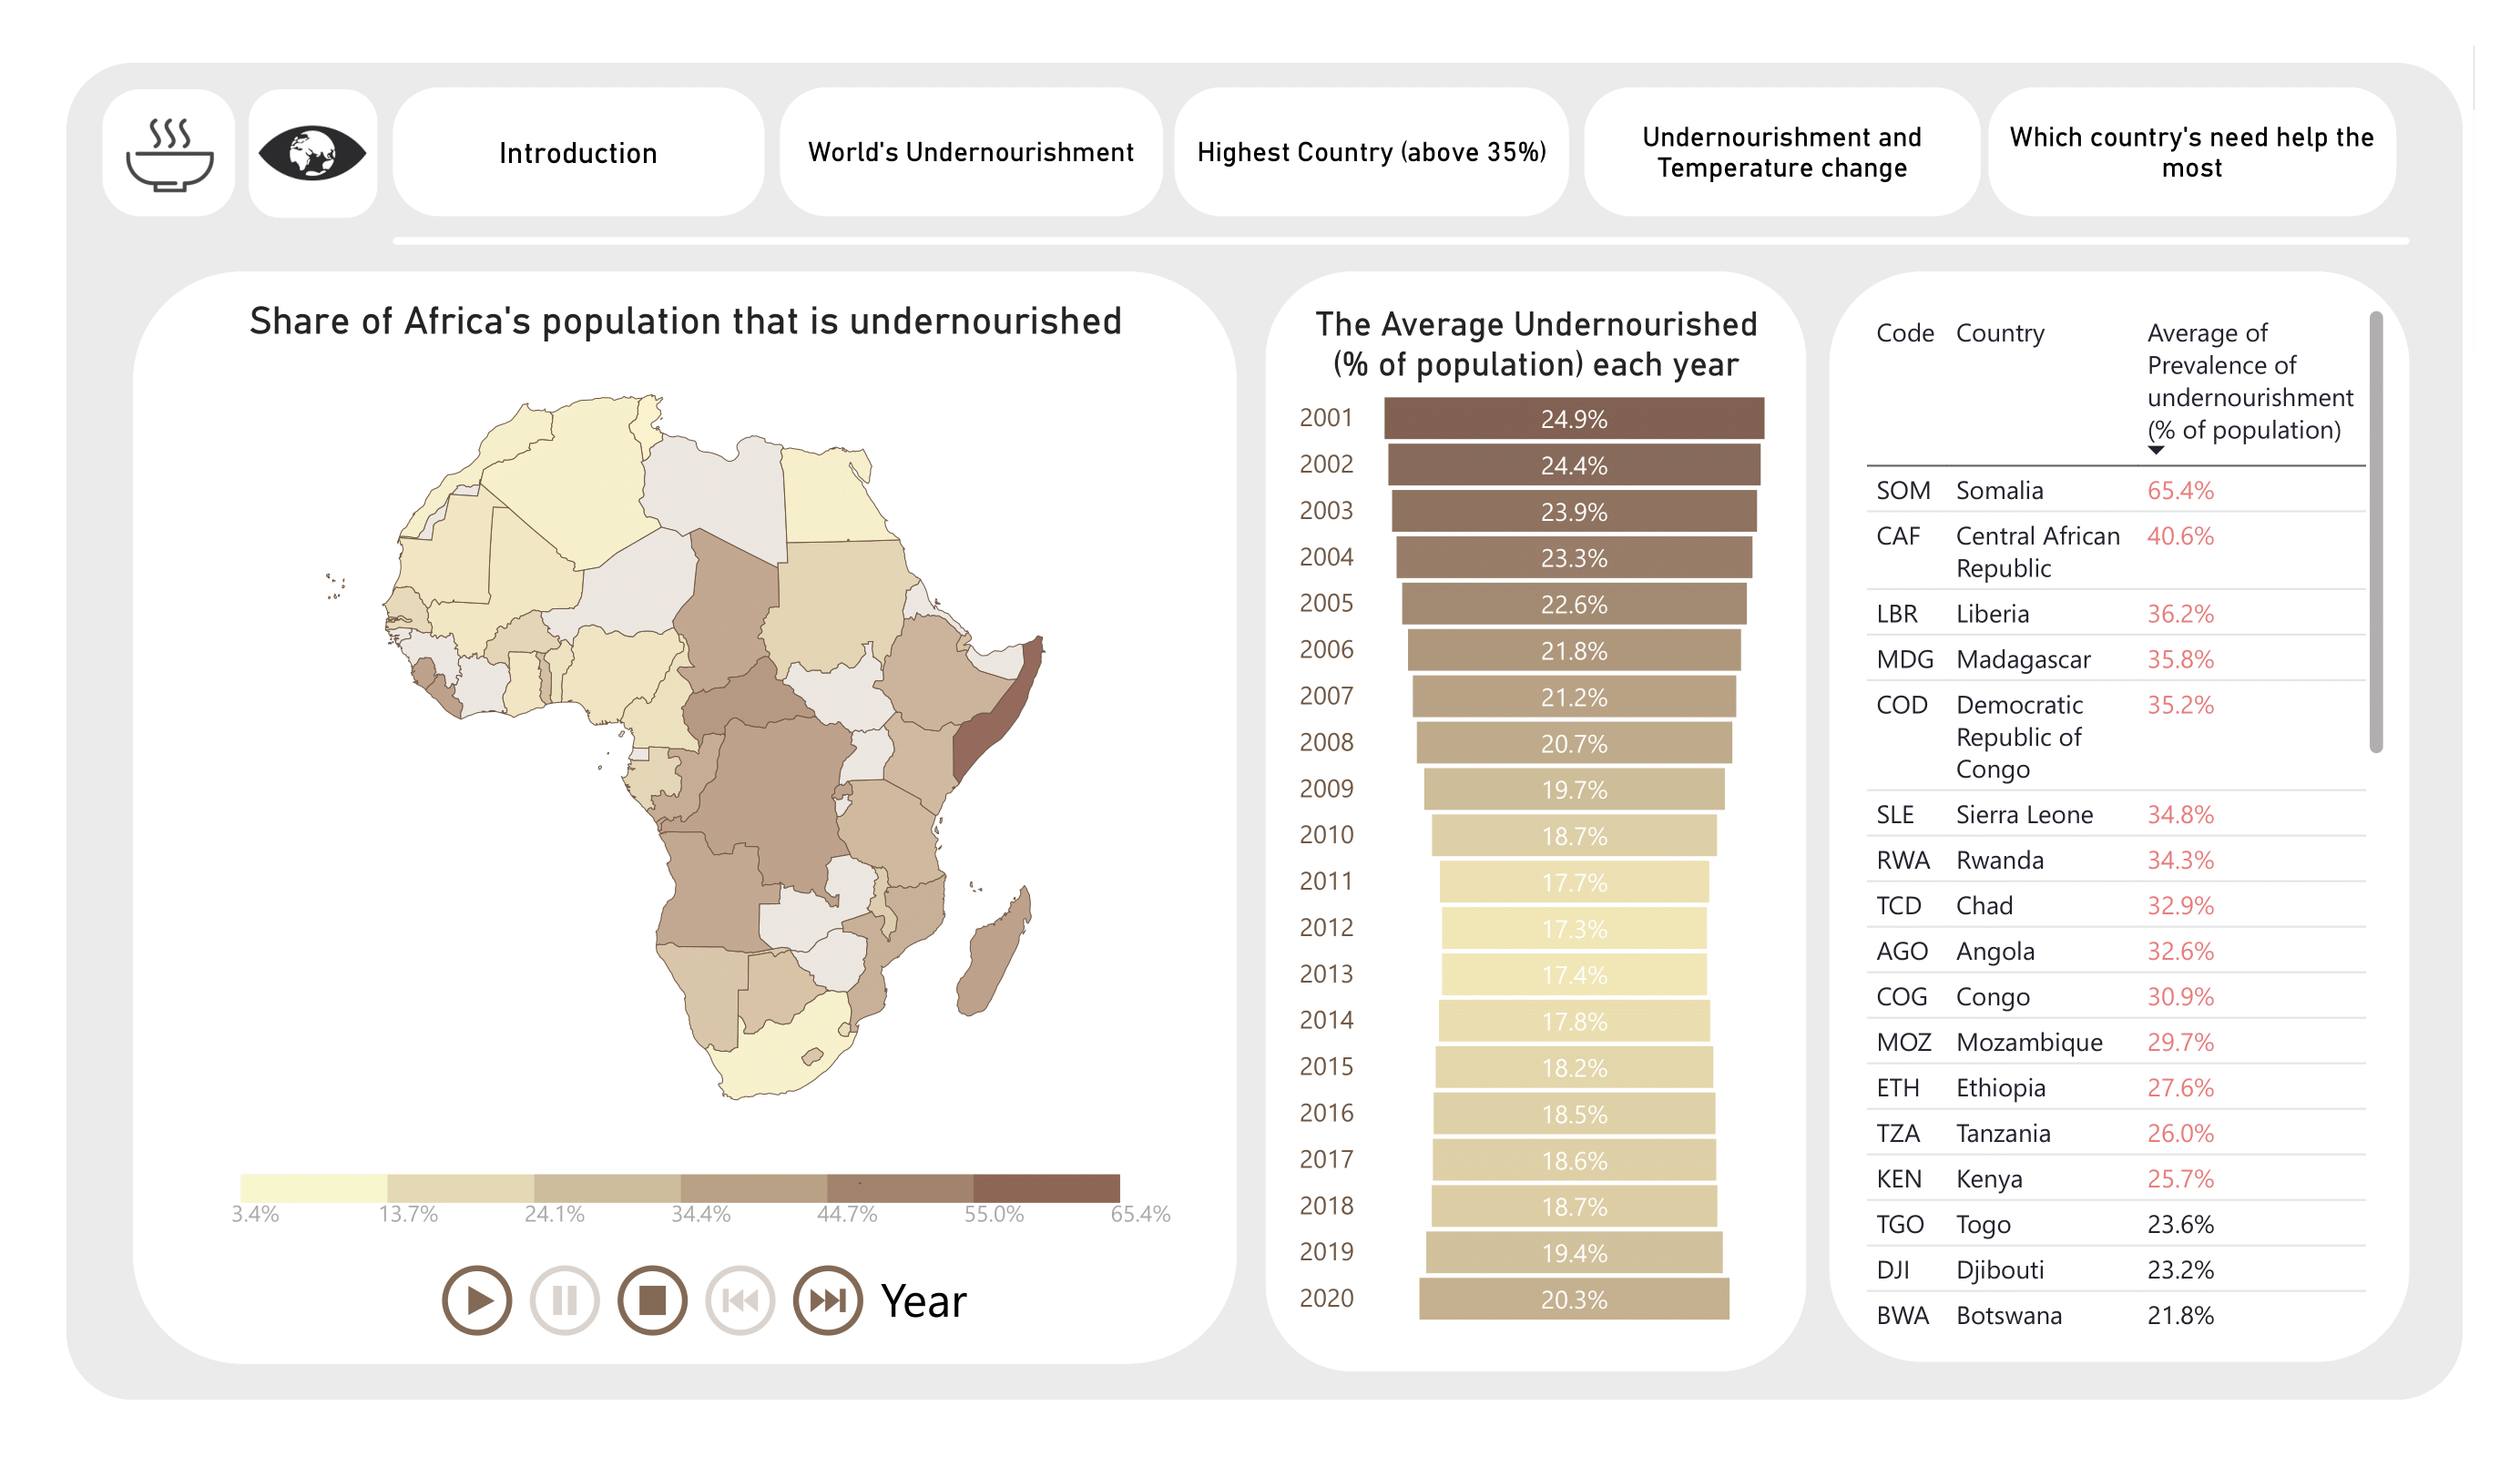 Introduction
World's Undernourishment
Highest Country (above 35%)
Undernourishment and
Temperature change
Which country's need help the
most
Share of Africa's population that is undernourished
3.4%
13.7%
24.1%
34.4%
44.7%
55.0%
65.4%
Year
The Average Undernourished
(% of population) each year
2001 24.9%
2002 24.4%
2003 23.9%
2004 23.3%
2005 22.6%
2006 21.8%
2007 21.2%
2008 20.7%
2009 19.7%
2010 18.7%
2011 17.7%
2012 17.3%
2013 17.4%
2014 17.8%
2015 18.2%
2016 18.5%
2017 18.6%
2018 18.7%
2019 19.4%
2020 20.3%
Code Country Average of
Prevalence of
undernourishment
(% of population)
SOM Somalia 65.4%
CAF Central African 40.6%
Republic
LBR Liberia 36.2%
MDG Madagascar 35.8%
COD Democratic 35.2%
Republic of
Congo
SLE Sierra Leone 34.8%
RWA Rwanda 34.3%
TCD Chad 32.9%
AGO Angola 32.6%
COG Congo 30.9%
MOZ Mozambique 29.7%
ETH Ethiopia 27.6%
TZA Tanzania 26.0%
KEN Kenya 25.7%
TGO Togo 23.6%
DJI Djibouti 23.2%
BWA Botswana 21.8%